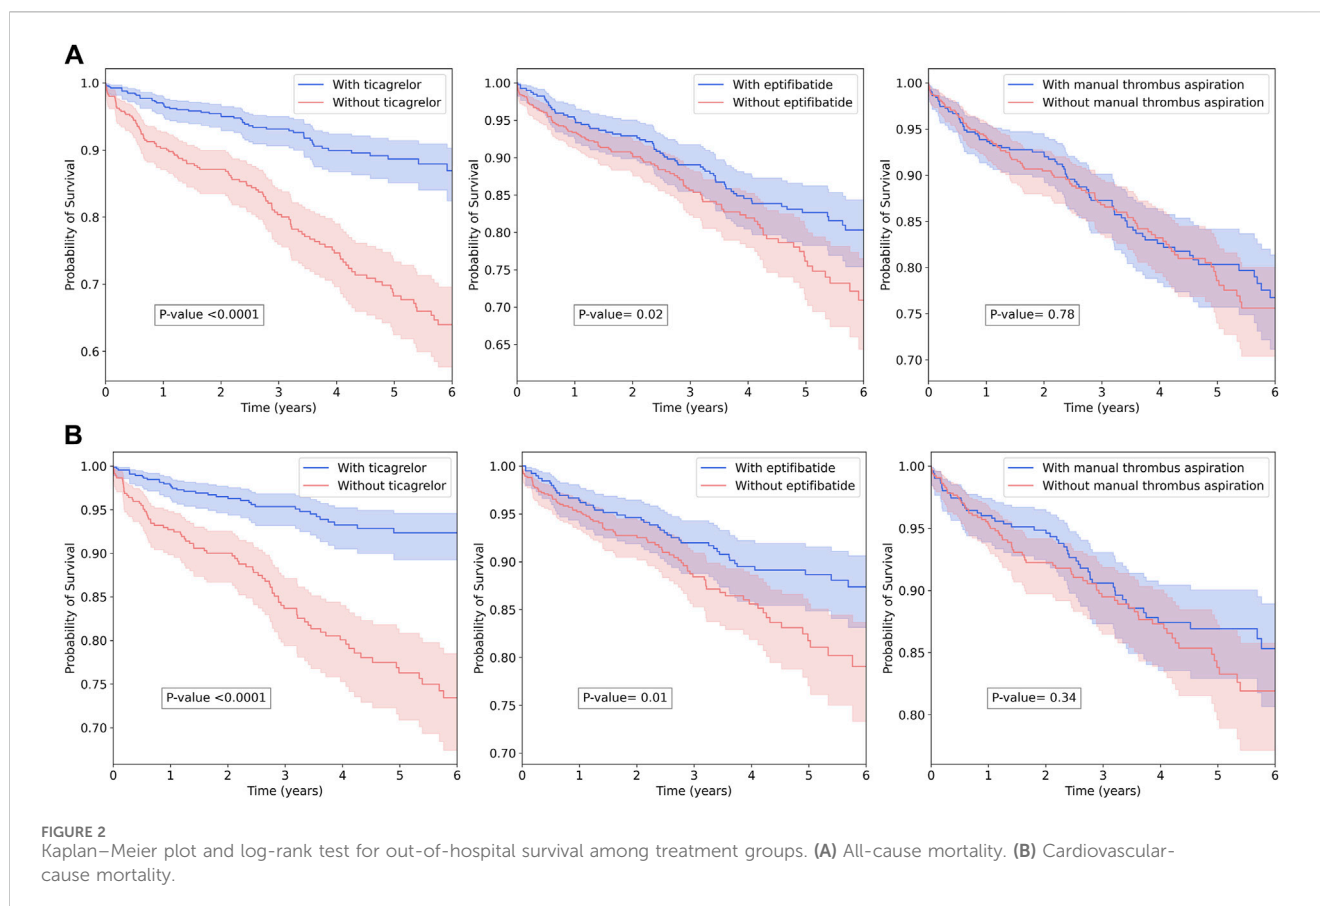 A
With ticagrelor
Without ticagrelor
P-value <0.0001
Probability of Survival
1.0
0.9
0.8
0.7
0.6
0 1 2 3 4 5 6
Time (years)
With eptifibatide
Without eptifibatide
P-value= 0.02
Probability of Survival
1.00
0.95
0.90
0.85
0.80
0.75
0.70
0.65
0 1 2 3 4 5 6
Time (years)
With manual thrombus aspiration
Without manual thrombus aspiration
P-value= 0.78
Probability of Survival
1.00
0.95
0.90
0.85
0.80
0.75
0.70
0 1 2 3 4 5 6
Time (years)
B
With ticagrelor
Without ticagrelor
P-value <0.0001
Probability of Survival
1.00
0.95
0.90
0.85
0.80
0.75
0.70
0 1 2 3 4 5 6
Time (years)
With eptifibatide
Without eptifibatide
P-value= 0.01
Probability of Survival
1.00
0.95
0.90
0.85
0.80
0.75
0.70
0 1 2 3 4 5 6
Time (years)
With manual thrombus aspiration
Without manual thrombus aspiration
P-value= 0.34
Probability of Survival
1.00
0.95
0.90
0.85
0.80
0 1 2 3 4 5 6
Time (years)
FIGURE 2
Kaplan–Meier plot and log-rank test for out-of-hospital survival among treatment groups. (A) All-cause mortality. (B) Cardiovascular-
cause mortality.